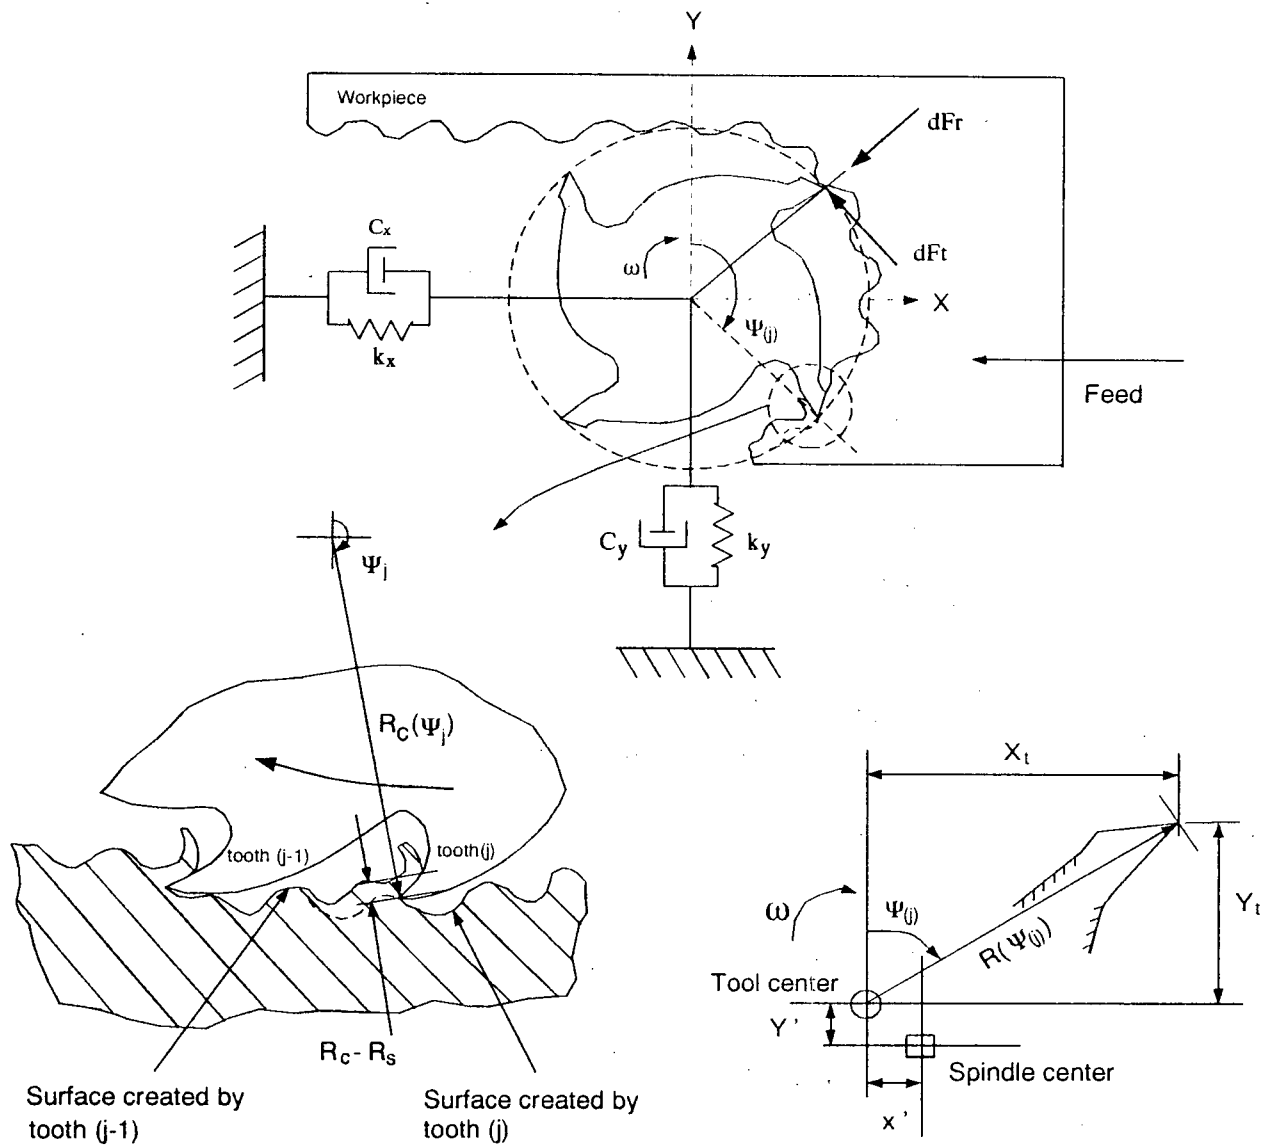 Y
Workpiece
dFr
Cx
ω
dFt
X
Ψ(j)
kx
Feed
Cy
ky
Ψj
Rc(Ψj)
Xt
tooth (j-1)
tooth(j)
ω
Ψ(j)
R(Ψ(j))
Yt
Tool center
Y'
Rc - Rs
Spindle center
x'
Surface created by
tooth (j-1)
Surface created by
tooth (j)